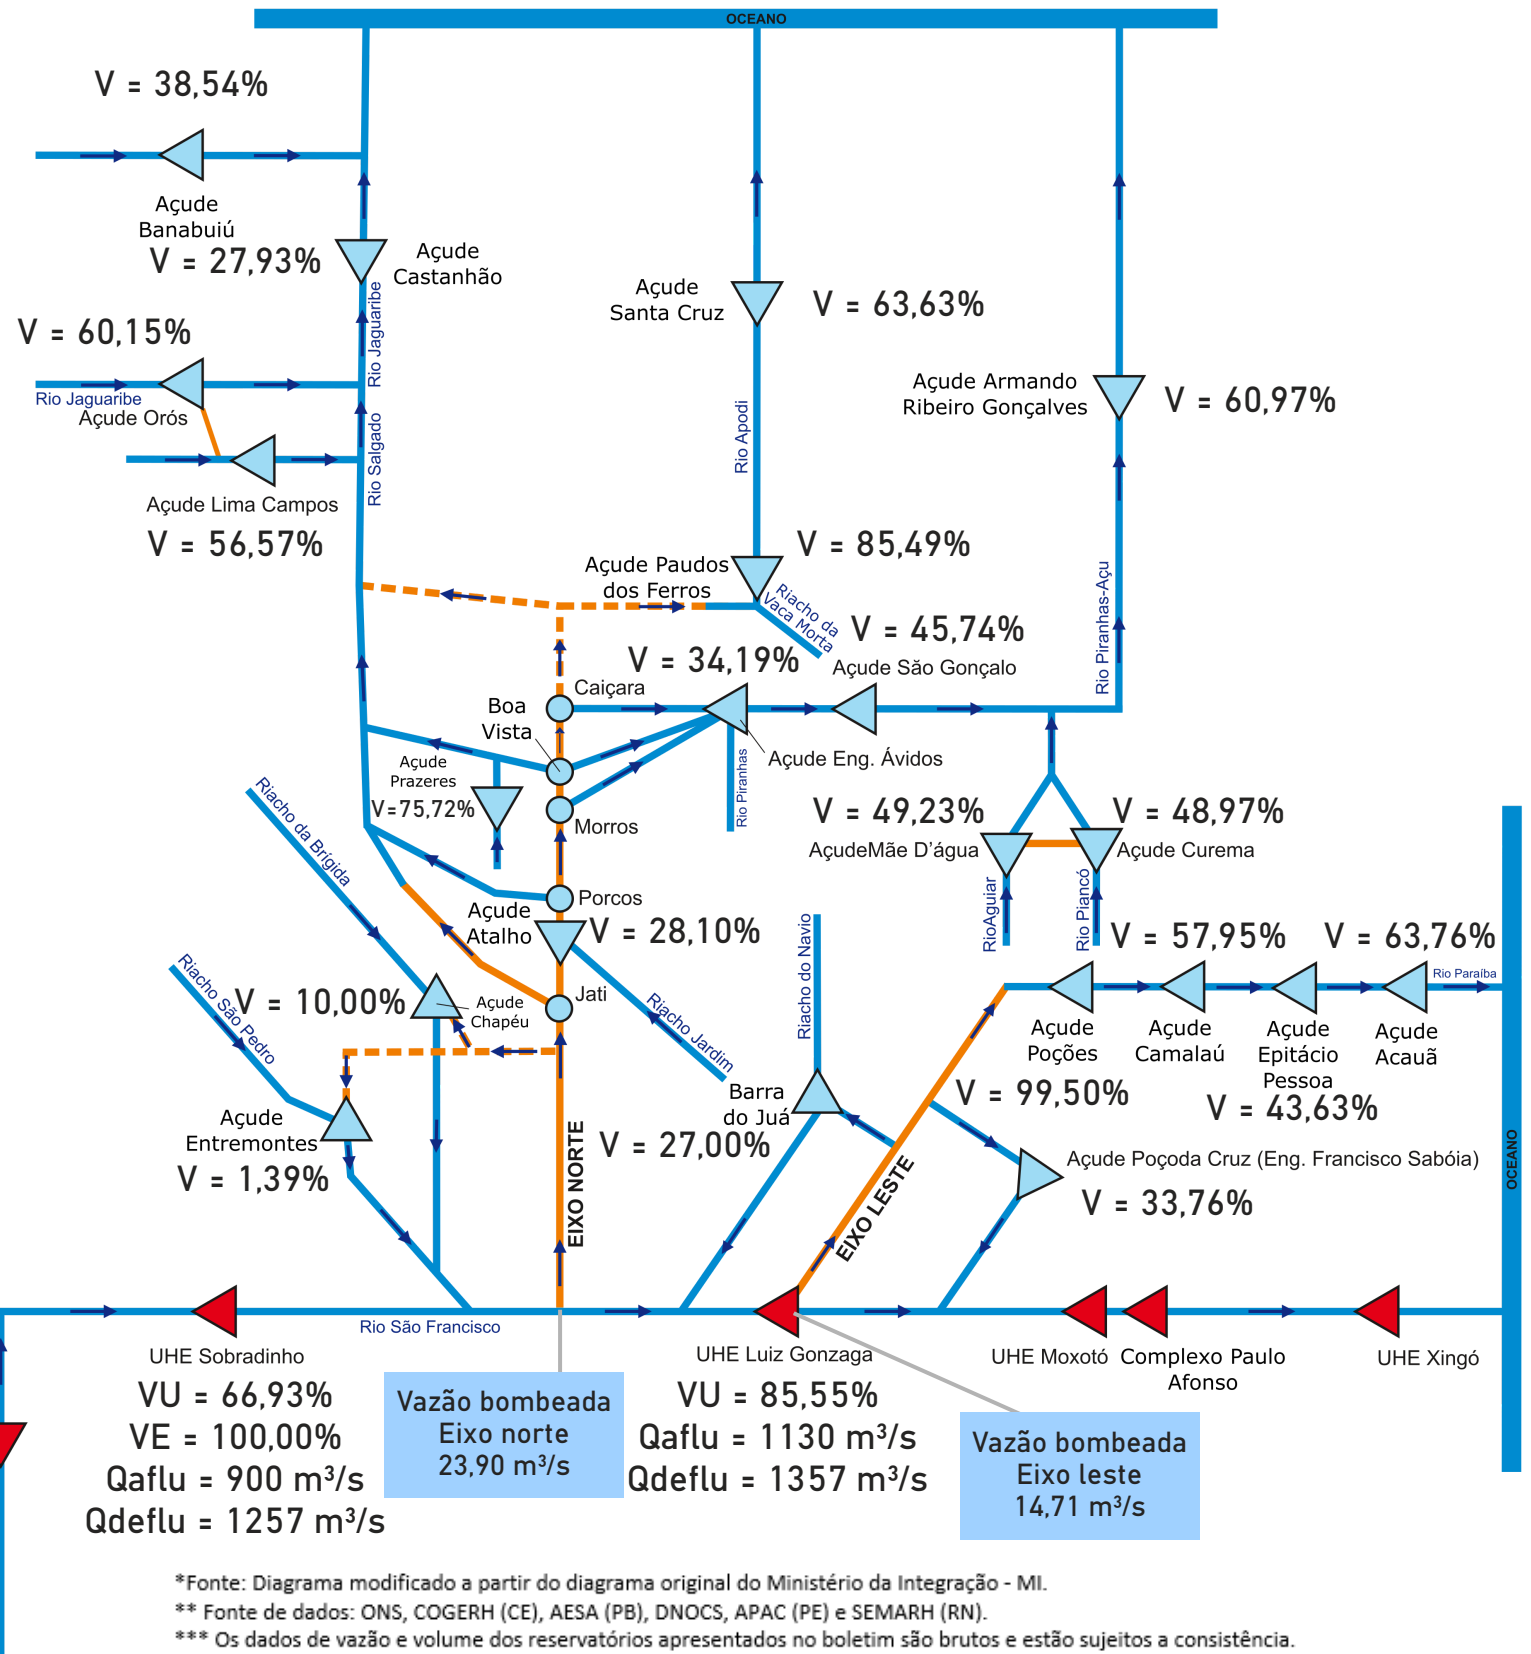 OCEANO
V = 38,54%
Açude
Banabuiú
V = 27,93%
Açude
Castanhão
Rio Jaguaribe
V = 60,15%
Rio Jaguaribe
Açude Orós
Rio Salgado
Açude Lima Campos
V = 56,57%
Açude
Santa Cruz
V = 63,63%
Rio Apodi
Açude Armando
Ribeiro Gonçalves
V = 60,97%
Açude Paudos
dos Ferros
V = 85,49%
Riacho da
Vaca Morta
Rio Piranhas-Açu
V = 45,74%
Açude São Gonçalo
V = 34,19%
Caiçara
Boa
Vista
Açude Eng. Ávidos
Rio Piranhas
Açude
Prazeres
V=75,72%
Morros
Riacho da Brígida
V = 49,23%
AçudeMãe D'água
V = 48,97%
Açude Curema
RioAguiar
Rio Piancó
Porcos
Açude
Atalho
V = 28,10%
Riacho do Navio
V = 57,95%
V = 63,76%
Rio Paraíba
Riacho São Pedro
V = 10,00%
Açude
Chapéu
Jati
Riacho Jardim
Açude
Poções
Açude
Camalaú
Açude
Epitácio
Pessoa
Açude
Acauã
V = 99,50%
V = 43,63%
Barra
do Juá
V = 27,00%
Açude
Entremontes
V = 1,39%
EIXO NORTE
EIXO LESTE
Açude Poçoda Cruz (Eng. Francisco Sabóia)
V = 33,76%
OCEANO
Rio São Francisco
UHE Sobradinho
VU = 66,93%
VE = 100,00%
Qaflu = 900 m³/s
Qdeflu = 1257 m³/s
Vazão bombeada
Eixo norte
23,90 m³/s
UHE Luiz Gonzaga
VU = 85,55%
Qaflu = 1130 m³/s
Qdeflu = 1357 m³/s
Vazão bombeada
Eixo leste
14,71 m³/s
UHE Moxotó
Complexo Paulo
Afonso
UHE Xingó
*Fonte: Diagrama modificado a partir do diagrama original do Ministério da Integração - MI.
** Fonte de dados: ONS, COGERH (CE), AESA (PB), DNOCS, APAC (PE) e SEMARH (RN).
*** Os dados de vazão e volume dos reservatórios apresentados no boletim são brutos e estão sujeitos a consistência.